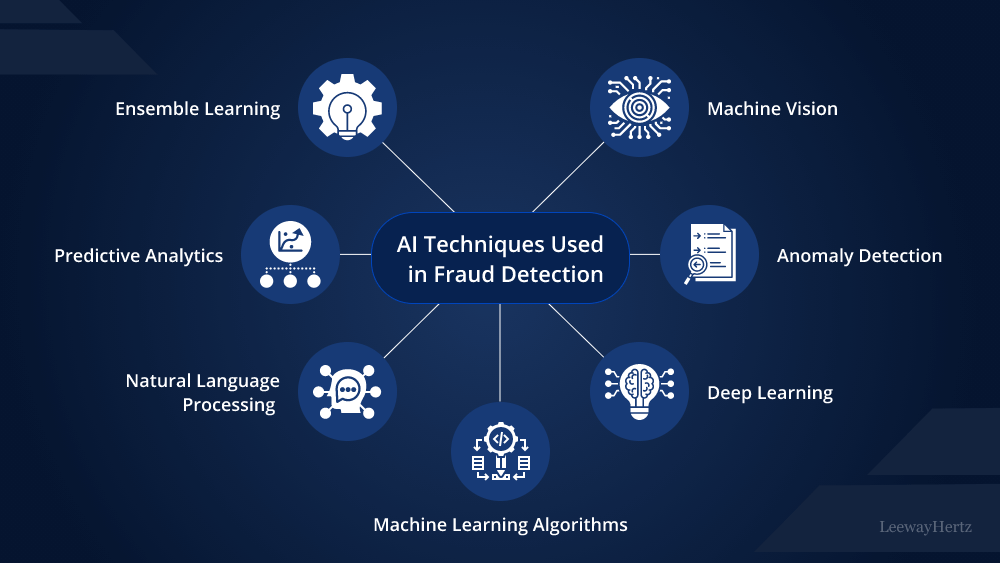 Ensemble Learning
Machine Vision
AI Techniques Used
in Fraud Detection
Predictive Analytics
Anomaly Detection
Natural Language
Processing
Deep Learning
Machine Learning Algorithms
LeewayHertz